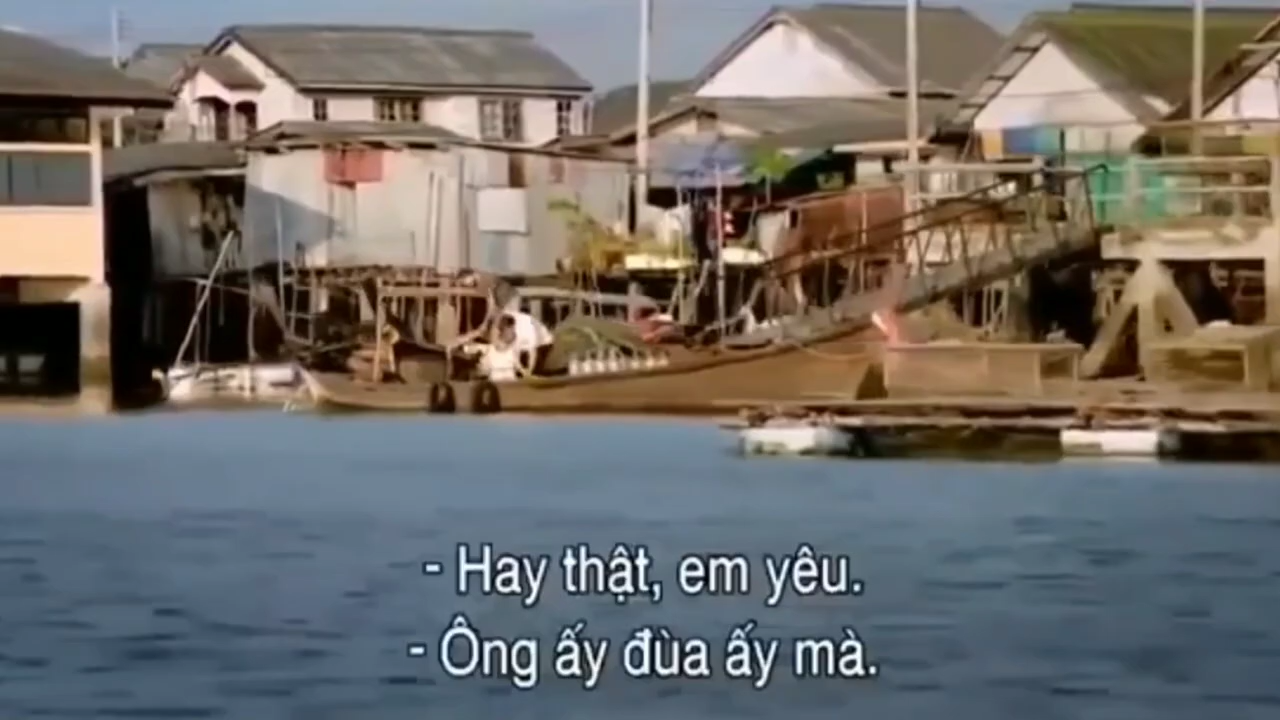 - Hay thật, em yêu.
- Ông ấy đùa ấy mà.